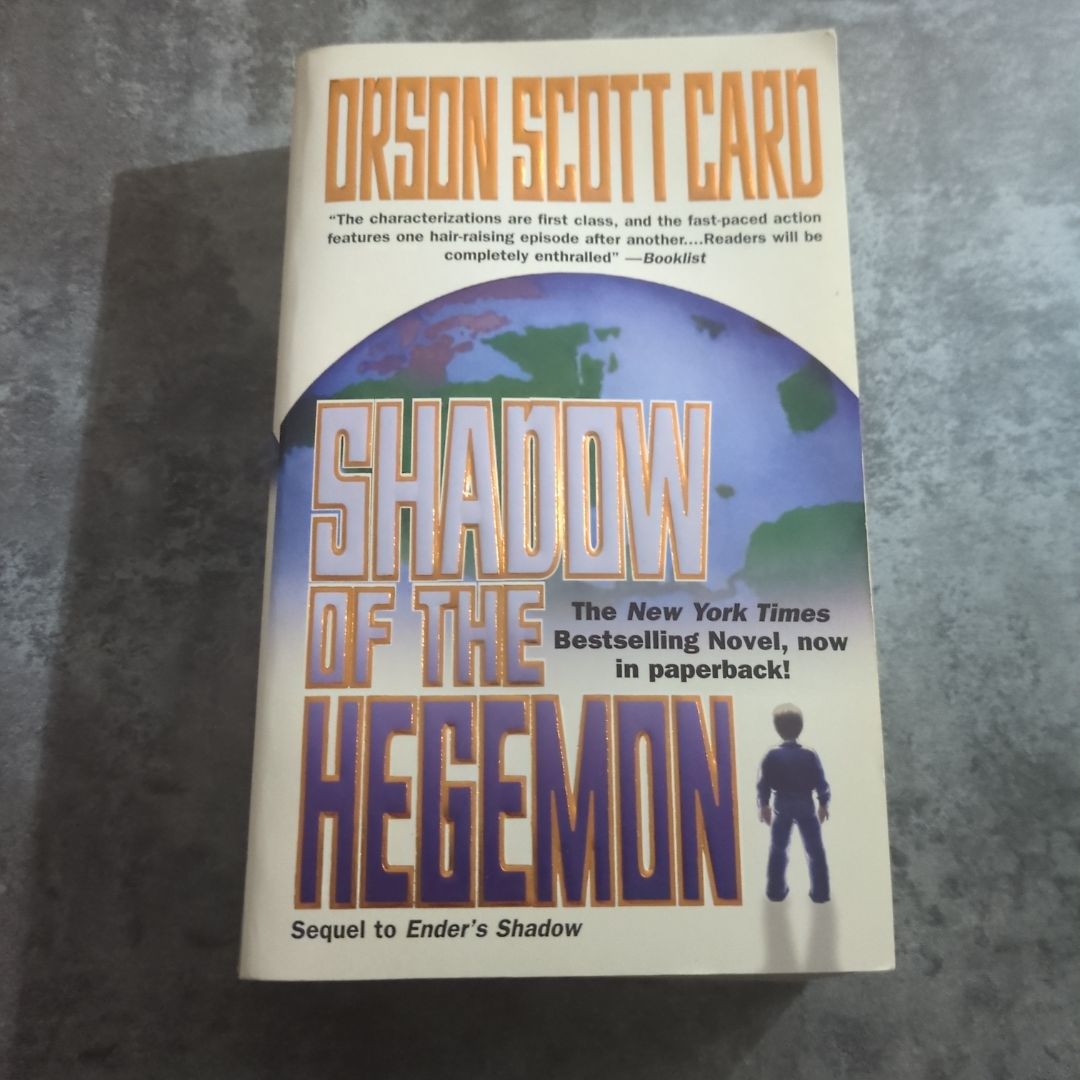 ORSON SCOTT CARD
“The characterizations are first class, and the fast-paced action
features one hair-raising episode after another....Readers will be
completely enthralled” —Booklist
SHADOW
OF THE
The New York Times
Bestselling Novel, now
in paperback!
HEGEMON
Sequel to Ender’s Shadow